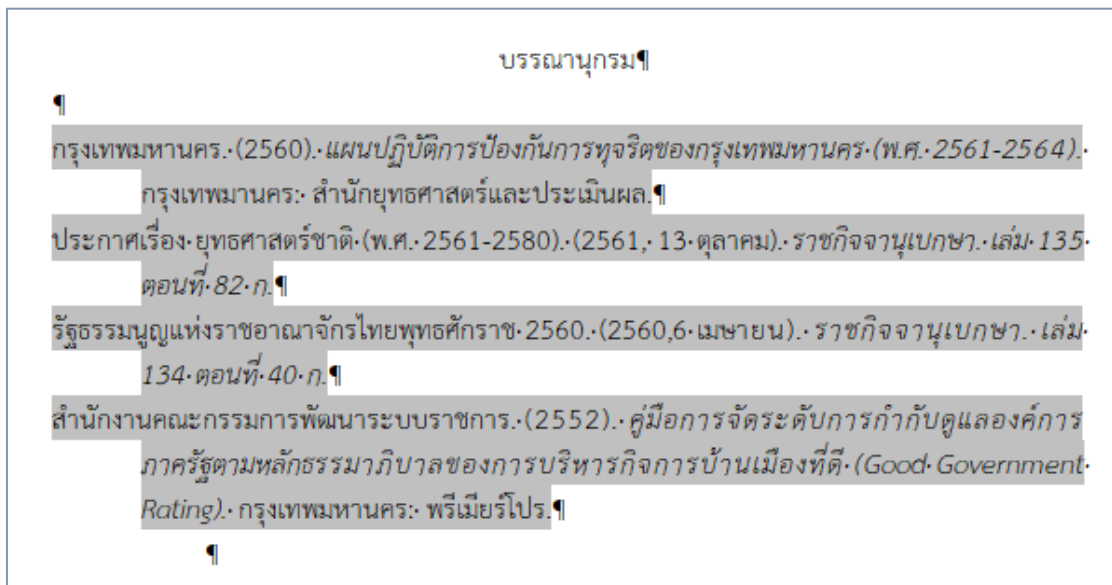 บรรณานุกรม¶
¶
กรุงเทพมหานคร.·(2560).·แผนปฏิบัติการป้องกันการทุจริตของกรุงเทพมหานคร·(พ.ศ.·2561-2564).·
กรุงเทพมานคร:·สำนักยุทธศาสตร์และประเมินผล.¶
ประกาศเรื่อง·ยุทธศาสตร์ชาติ·(พ.ศ.·2561-2580).·(2561,·13·ตุลาคม).·ราชกิจจานุเบกษา.·เล่ม·135·
ตอนที่·82·ก.¶
รัฐธรรมนูญแห่งราชอาณาจักรไทยพุทธศักราช·2560.·(2560,6·เมษายน).·ราชกิจจานุเบกษา.·เล่ม·
134·ตอนที่·40·ก.¶
สำนักงานคณะกรรมการพัฒนาระบบราชการ.·(2552).·คู่มือการจัดระดับการกำกับดูแลองค์การ
ภาครัฐตามหลักธรรมาภิบาลของการบริหารกิจการบ้านเมืองที่ดี·(Good·Government·
Rating).·กรุงเทพมหานคร:·พรีเมียร์โปร.¶
¶